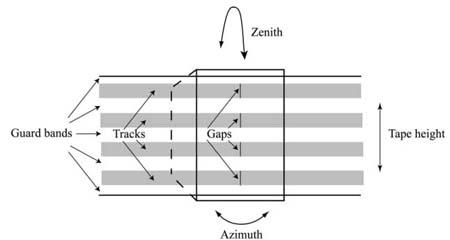 Zenith
Guard bands
Tracks
Gaps
Tape height
Azimuth